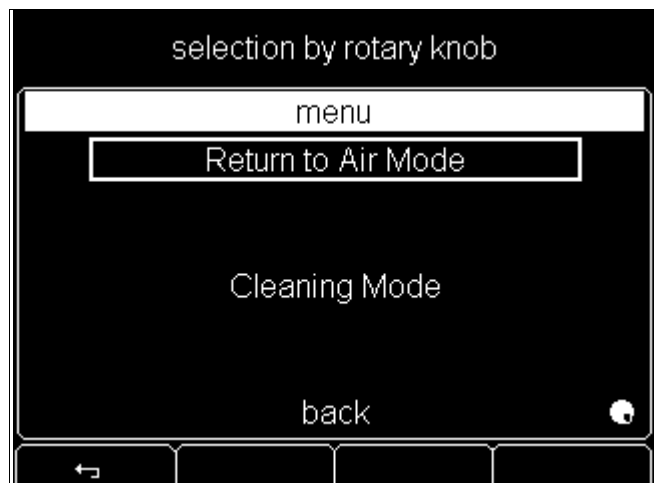 selection by rotary knob
menu
Return to Air Mode
Cleaning Mode
back